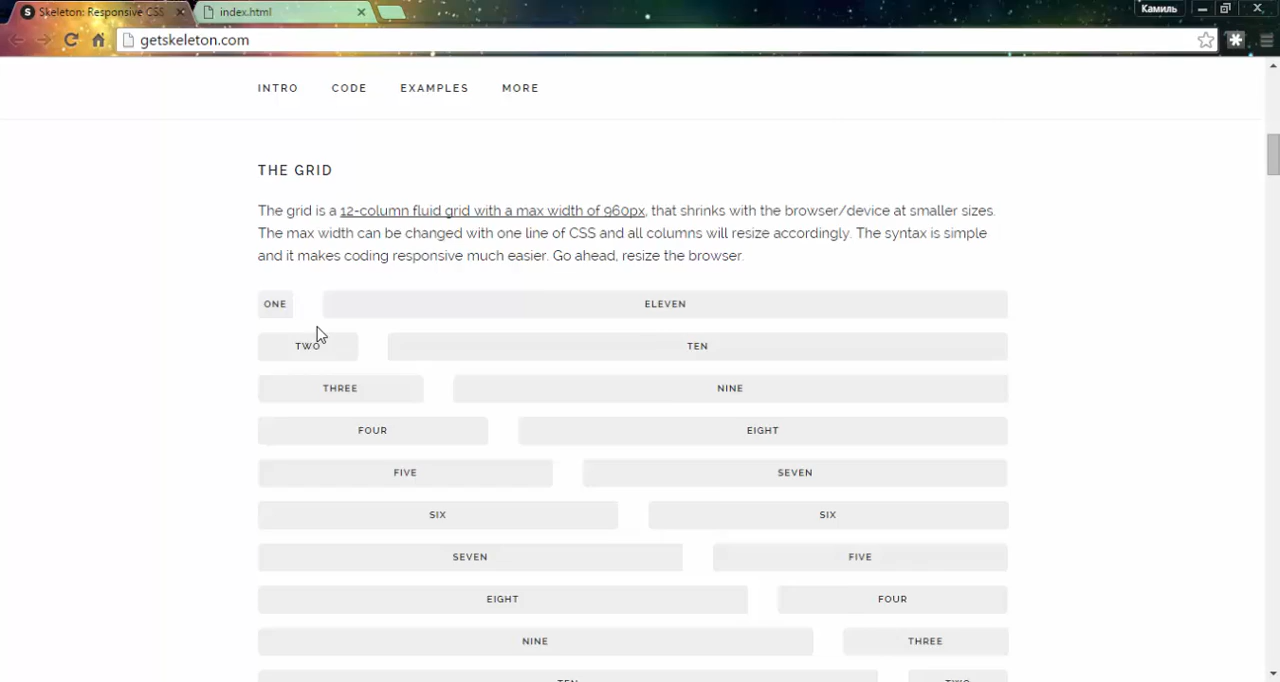 Skeleton: Responsive CSS
index.html
Камиль
getskeleton.com
INTRO CODE EXAMPLES MORE
THE GRID
The grid is a 12-column fluid grid with a max width of 960px, that shrinks with the browser/device at smaller sizes.
The max width can be changed with one line of CSS and all columns will resize accordingly. The syntax is simple
and it makes coding responsive much easier. Go ahead, resize the browser.
ONE ELEVEN
TWO TEN
THREE NINE
FOUR EIGHT
FIVE SEVEN
SIX SIX
SEVEN FIVE
EIGHT FOUR
NINE THREE
TEN TWO